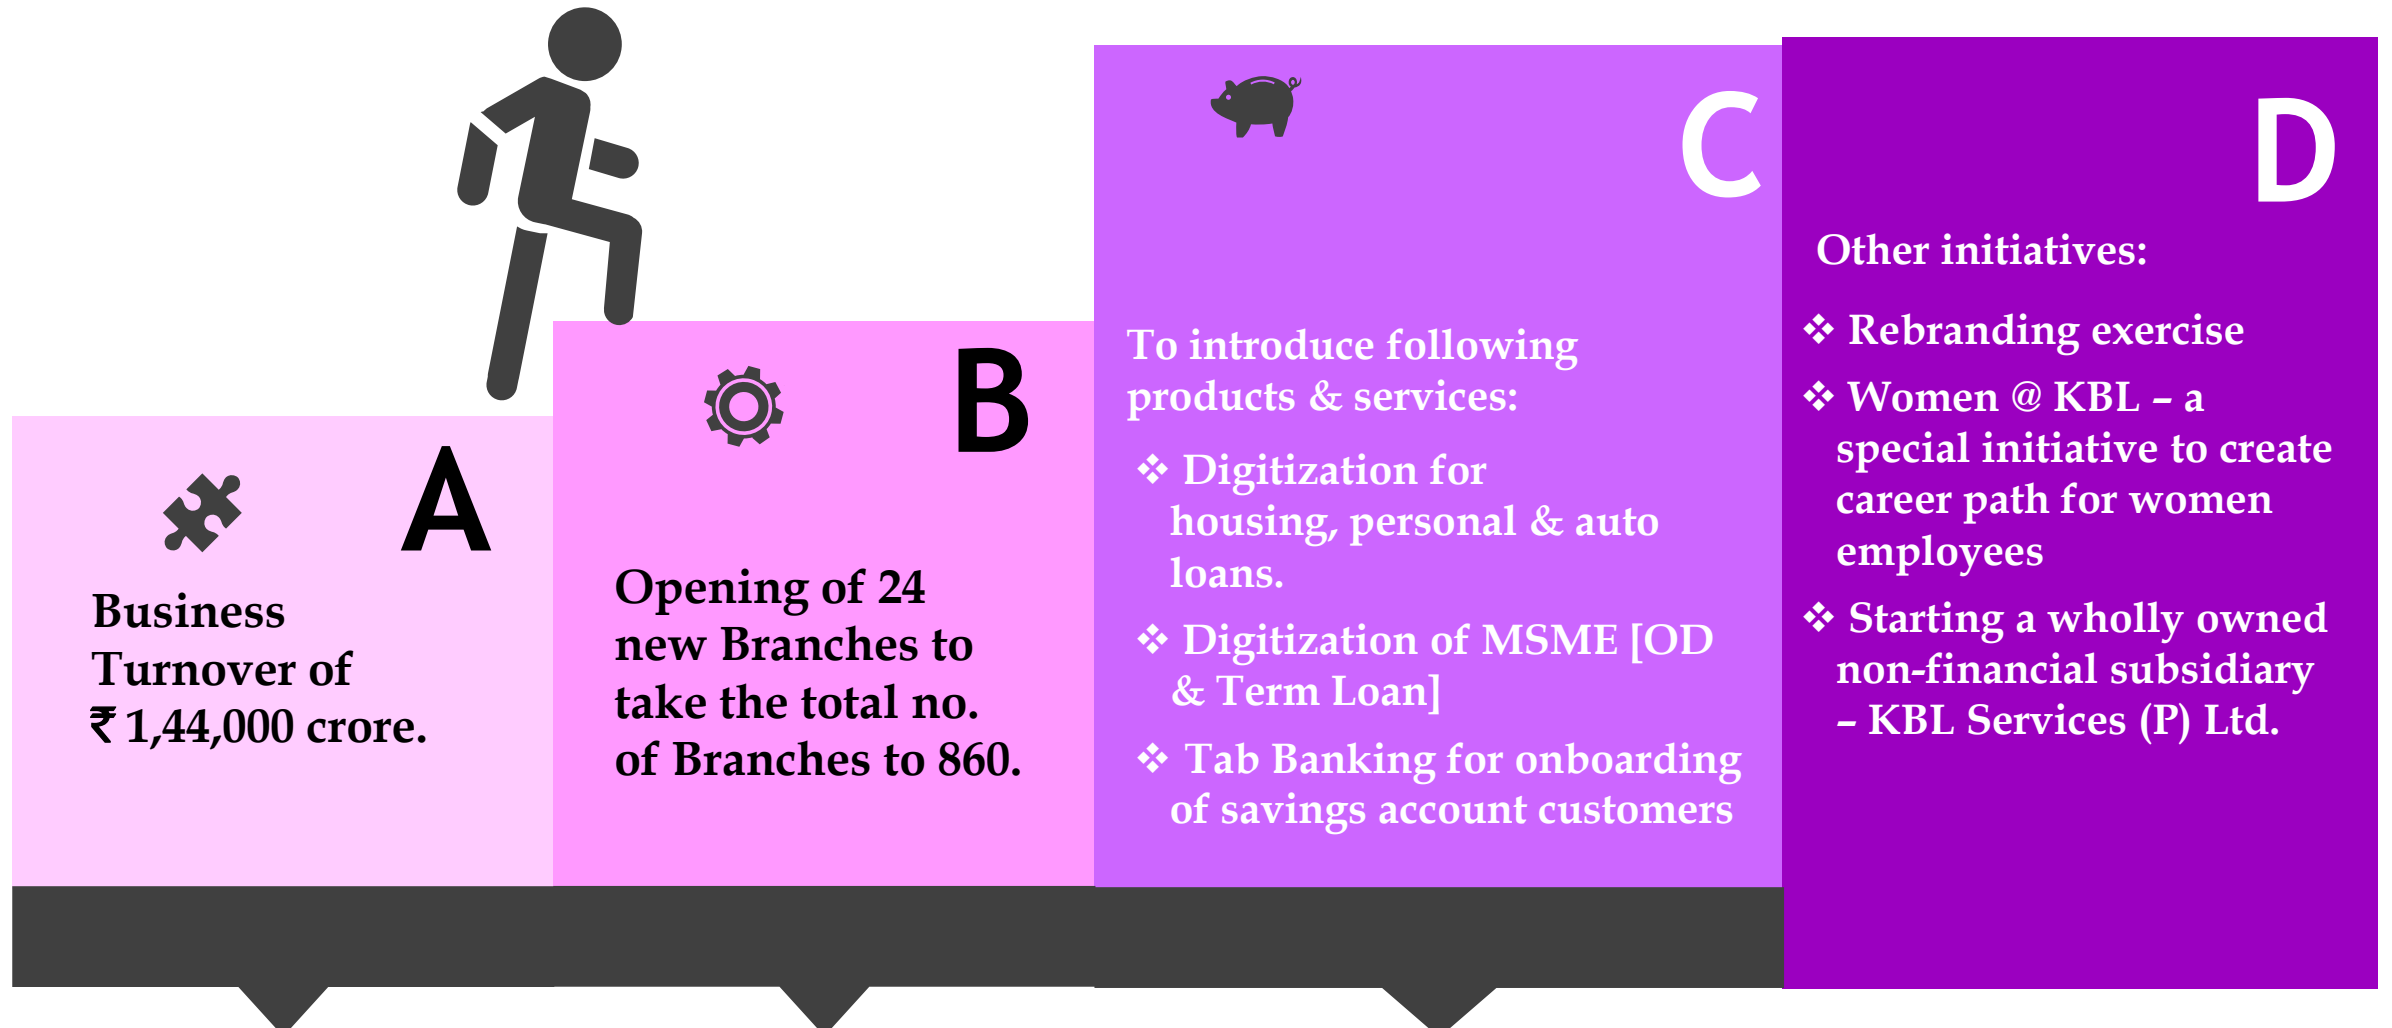 A
Business
Turnover of
₹ 1,44,000 crore.
B
Opening of 24
new Branches to
take the total no.
of Branches to 860.
C
To introduce following
products & services:
❖ Digitization for
housing, personal & auto
loans.
❖ Digitization of MSME [OD
& Term Loan]
❖ Tab Banking for onboarding
of savings account customers
D
Other initiatives:
❖ Rebranding exercise
❖ Women @ KBL – a
special initiative to create
career path for women
employees
❖ Starting a wholly owned
non-financial subsidiary
– KBL Services (P) Ltd.